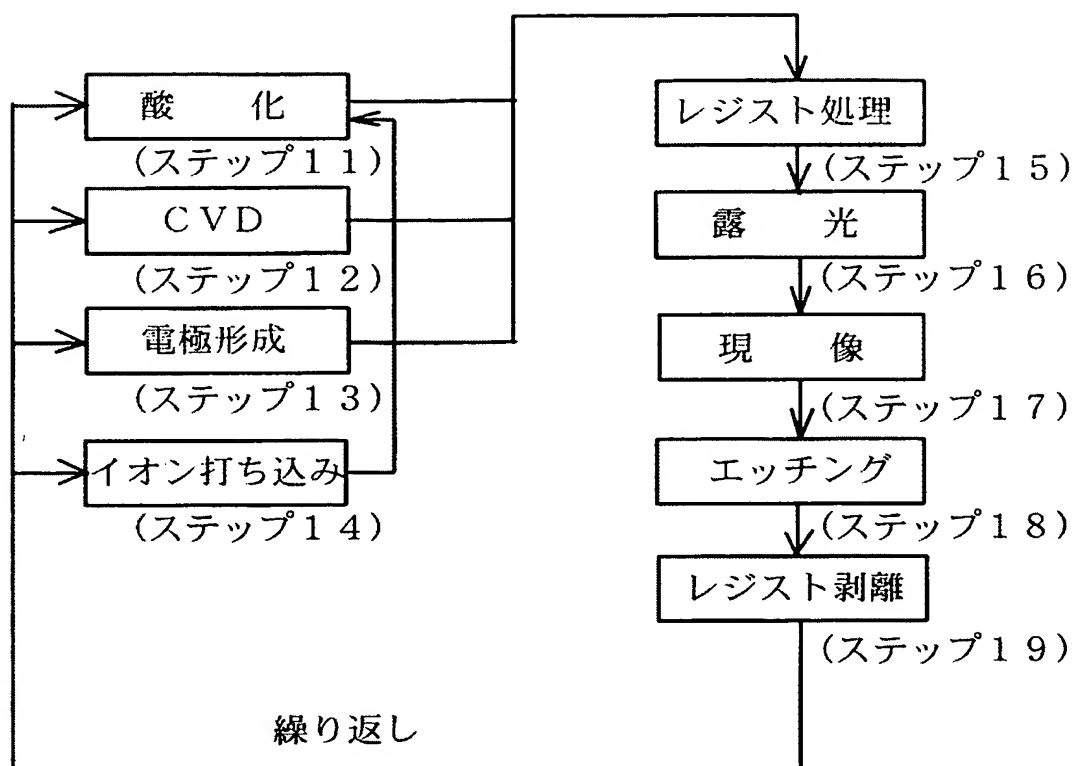 酸　　化
(ステップ１１)
ＣＶＤ
(ステップ１２)
電極形成
(ステップ１３)
イオン打ち込み
(ステップ１４)
レジスト処理
(ステップ１５)
露　　光
(ステップ１６)
現　　像
(ステップ１７)
エッチング
(ステップ１８)
レジスト剥離
(ステップ１９)
繰り返し